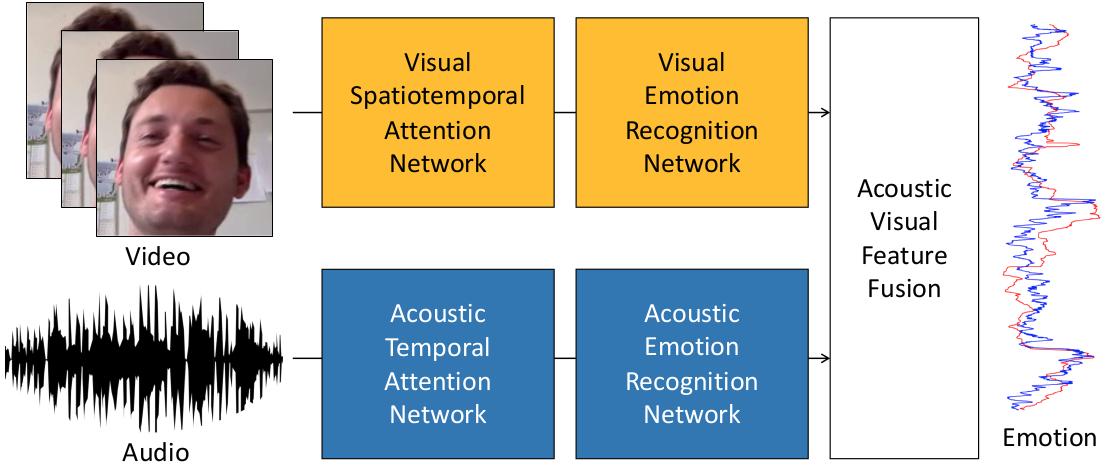 Visual
Spatiotemporal
Attention
Network
Visual
Emotion
Recognition
Network
Acoustic
Visual
Feature
Fusion
Video
Acoustic
Temporal
Attention
Network
Acoustic
Emotion
Recognition
Network
Audio
Emotion